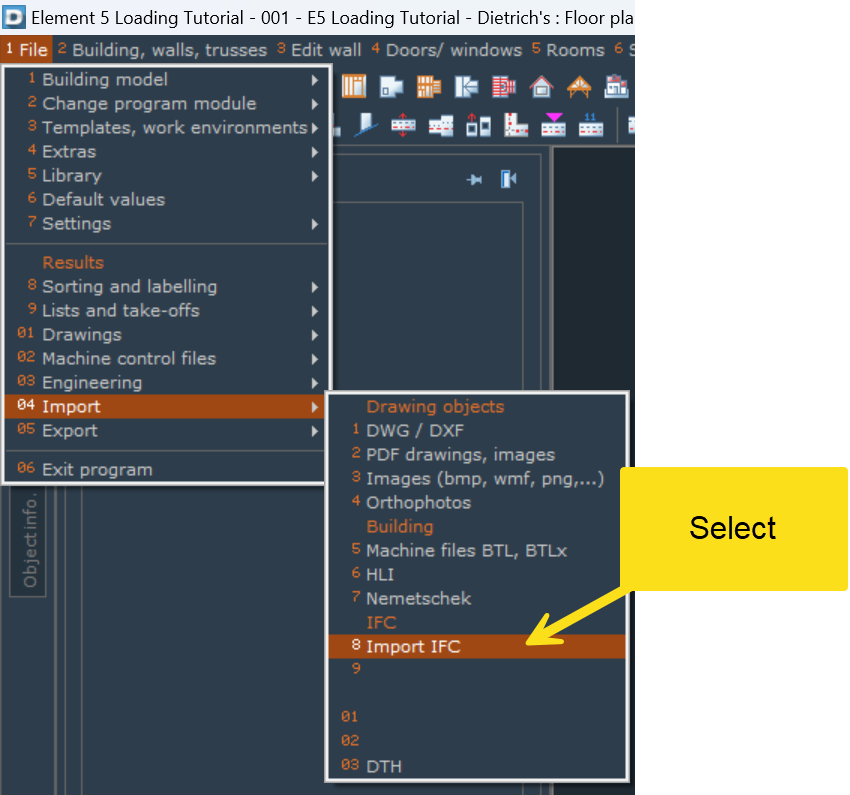 Element 5 Loading Tutorial - 001 - E5 Loading Tutorial - Dietrich's : Floor pla
1 File 2 Building, walls, trusses 3 Edit wall 4 Doors/ windows 5 Rooms 6 S
1 Building model
2 Change program module
3 Templates, work environments
4 Extras
5 Library
6 Default values
7 Settings
Results
8 Sorting and labelling
9 Lists and take-offs
01 Drawings
02 Machine control files
03 Engineering
04 Import
05 Export
06 Exit program
11
Object info.
Drawing objects
1 DWG / DXF
2 PDF drawings, images
3 Images (bmp, wmf, png,...)
4 Orthophotos
Building
5 Machine files BTL, BTLx
6 HLI
7 Nemetschek
IFC
8 Import IFC
9
01
02
03 DTH
Select